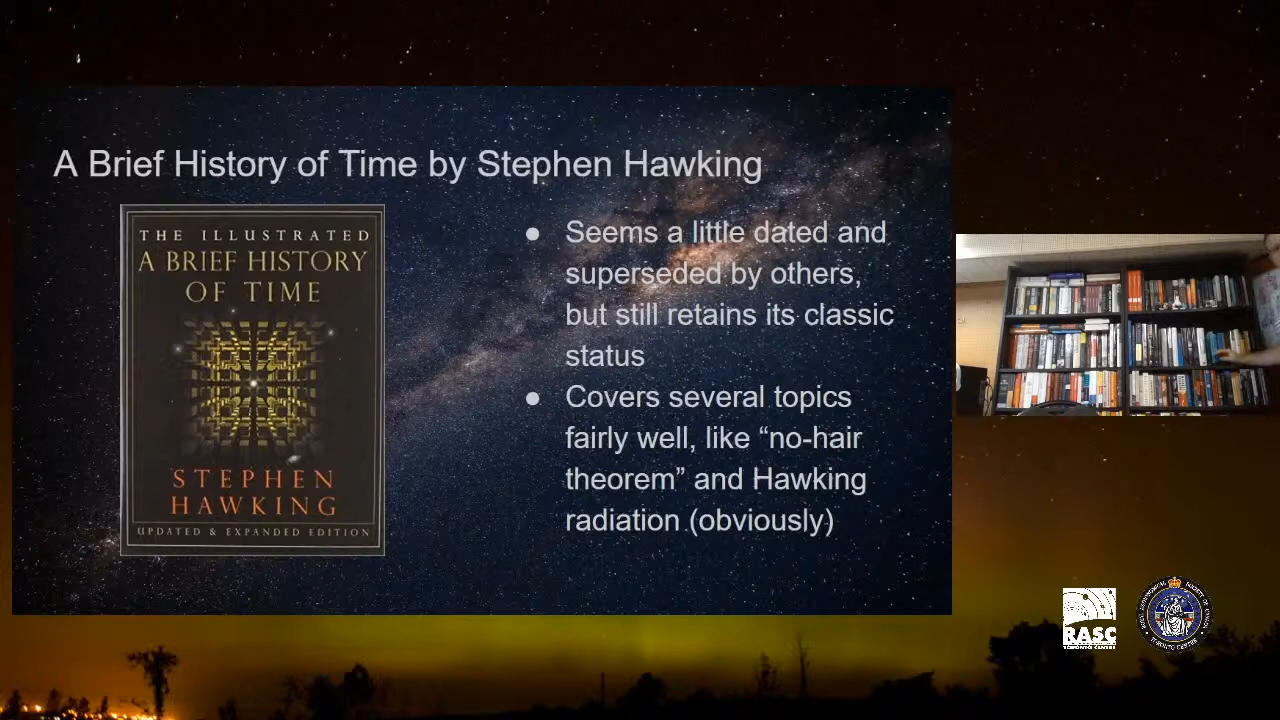 A Brief History of Time by Stephen Hawking
THE ILLUSTRATED
A BRIEF HISTORY
OF TIME
STEPHEN
HAWKING
UPDATED & EXPANDED EDITION
● Seems a little dated and
superseded by others,
but still retains its classic
status
● Covers several topics
fairly well, like “no-hair
theorem” and Hawking
radiation (obviously)
RASC
TORONTO CENTRE